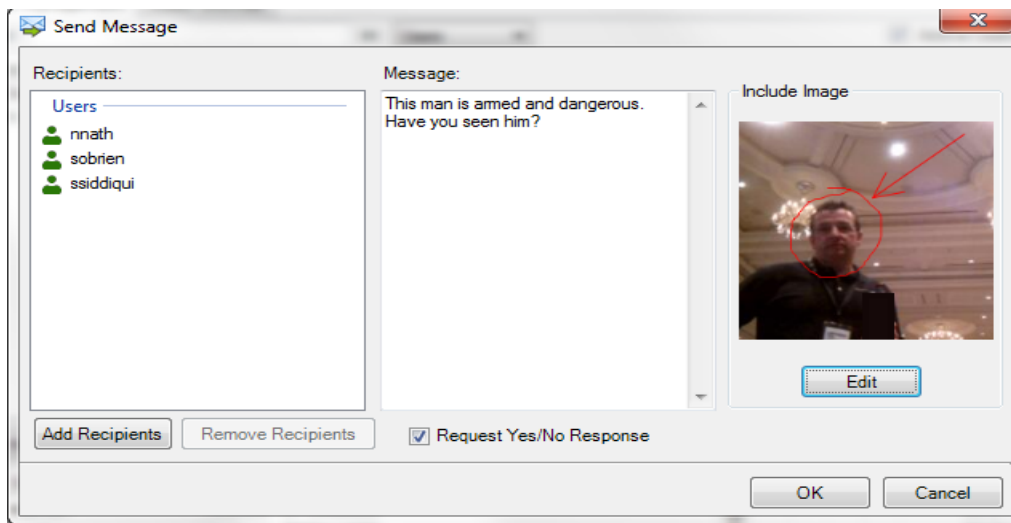 Send Message
Recipients:
Users
nnath
sobrien
ssiddiqui
Add Recipients
Remove Recipients
Message:
This man is armed and dangerous.
Have you seen him?
Request Yes/No Response
Include Image
Edit
OK
Cancel